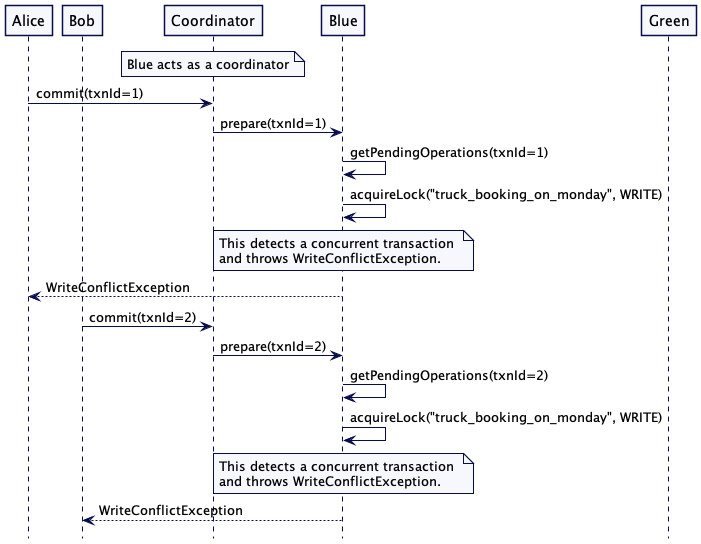 Alice Bob Coordinator Blue Green
Blue acts as a coordinator
commit(txnId=1)
prepare(txnId=1)
getPendingOperations(txnId=1)
acquireLock("truck_booking_on_monday", WRITE)
This detects a concurrent transaction
and throws WriteConflictException.
WriteConflictException
commit(txnId=2)
prepare(txnId=2)
getPendingOperations(txnId=2)
acquireLock("truck_booking_on_monday", WRITE)
This detects a concurrent transaction
and throws WriteConflictException.
WriteConflictException